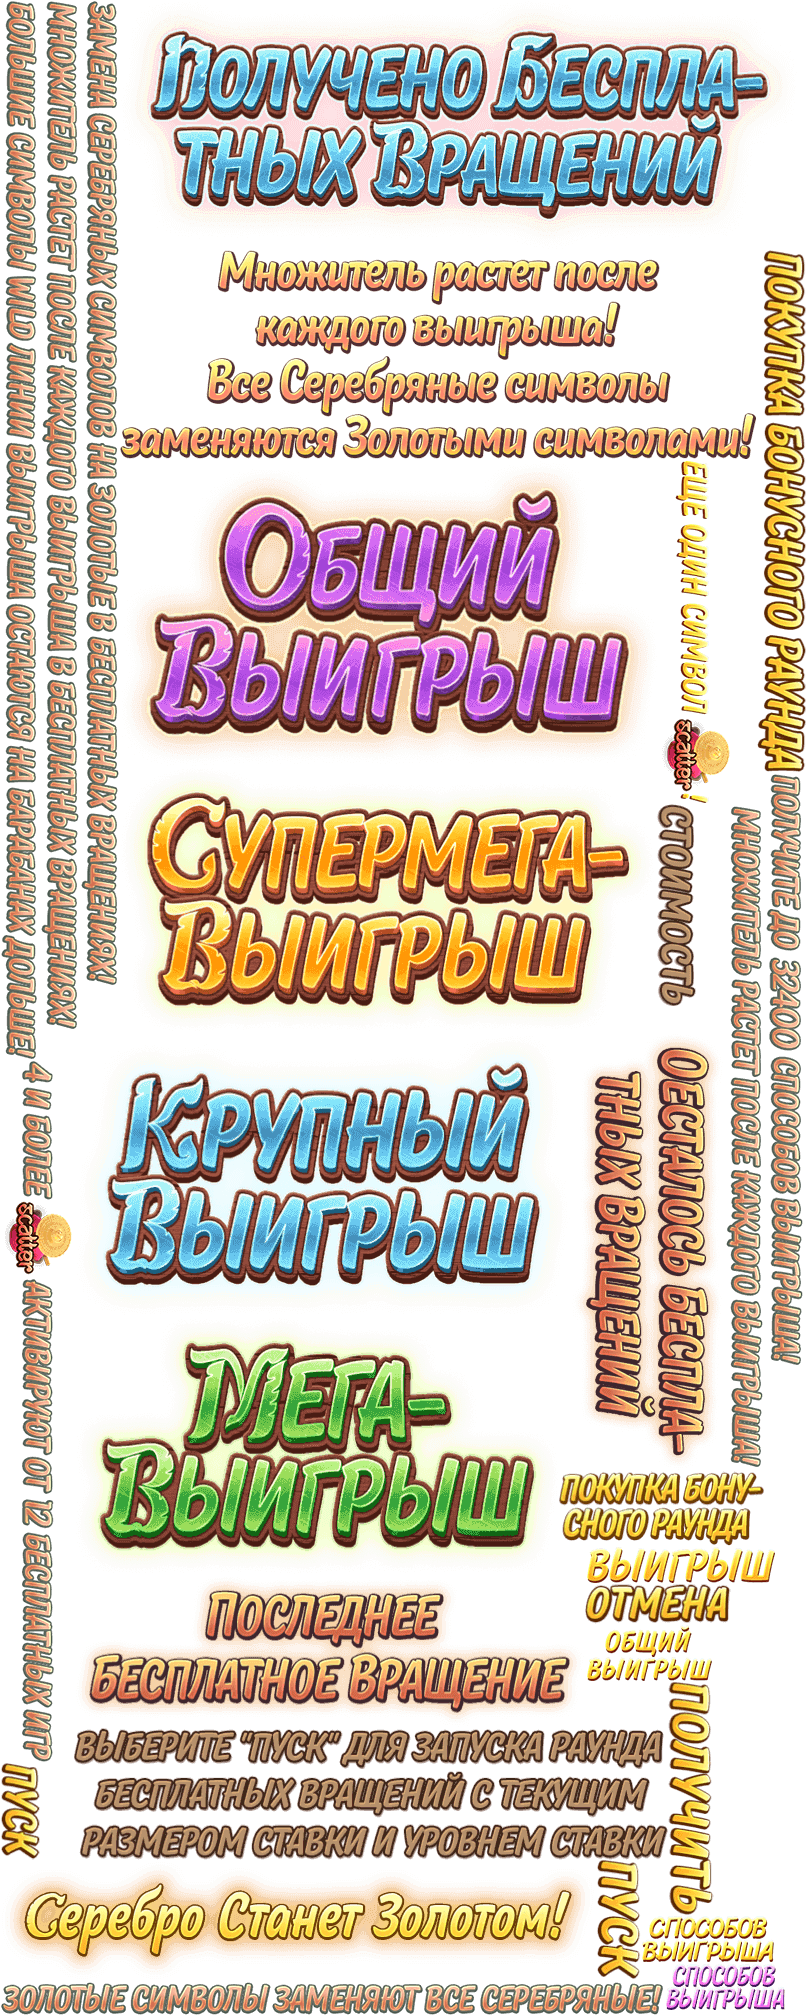 Получено Беспла-
тных Вращений
Множитель растет после
каждого выигрыша!
Все Серебряные символы
заменяются Золотыми символами!
Общий
Выигрыш
Супермега-
Выигрыш
Крупный
Выигрыш
Мега-
Выигрыш
Последнее
Бесплатное Вращение
ВЫБЕРИТЕ "ПУСК" ДЛЯ ЗАПУСКА РАУНДА
БЕСПЛАТНЫХ ВРАЩЕНИЙ С ТЕКУЩИМ
РАЗМЕРОМ СТАВКИ И УРОВНЕМ СТАВКИ
Серебро Станет Золотом!
ЗОЛОТЫЕ СИМВОЛЫ ЗАМЕНЯЮТ ВСЕ СЕРЕБРЯНЫЕ!
ЗАМЕНА СЕРЕБРЯНЫХ СИМВОЛОВ НА ЗОЛОТЫЕ В БЕСПЛАТНЫХ ВРАЩЕНИЯХ!
МНОЖИТЕЛЬ РАСТЕТ ПОСЛЕ КАЖДОГО ВЫИГРЫША В БЕСПЛАТНЫХ ВРАЩЕНИЯХ!
БОЛЬШИЕ СИМВОЛЫ WILD ЛИНИИ ВЫИГРЫША ОСТАЮТСЯ НА БАРАБАНАХ ДОЛЬШЕ!
4 И БОЛЕЕ scatter АКТИВИРУЮТ ОТ 12 БЕСПЛАТНЫХ ИГР
ПУСК
ПОКУПКА БОНУСНОГО РАУНДА
ЕЩЕ ОДИН СИМВОЛ scatter !
СТОИМОСТЬ
ПОЛУЧИТЕ ДО 32400 СПОСОБОВ ВЫИГРЫША!
МНОЖИТЕЛЬ РАСТЕТ ПОСЛЕ КАЖДОГО ВЫИГРЫША!
ОЕСТАЛОСЬ БЕСПЛА-
ТНЫХ ВРАЩЕНИЙ
ПОКУПКА БОНУ-
СНОГО РАУНДА
ВЫИГРЫШ
ОТМЕНА
ОБЩИЙ
ВЫИГРЫШ
ПОЛУЧИТЬ
ПУСК
СПОСОБОВ
ВЫИГРЫША
СПОСОБОВ
ВЫИГРЫША